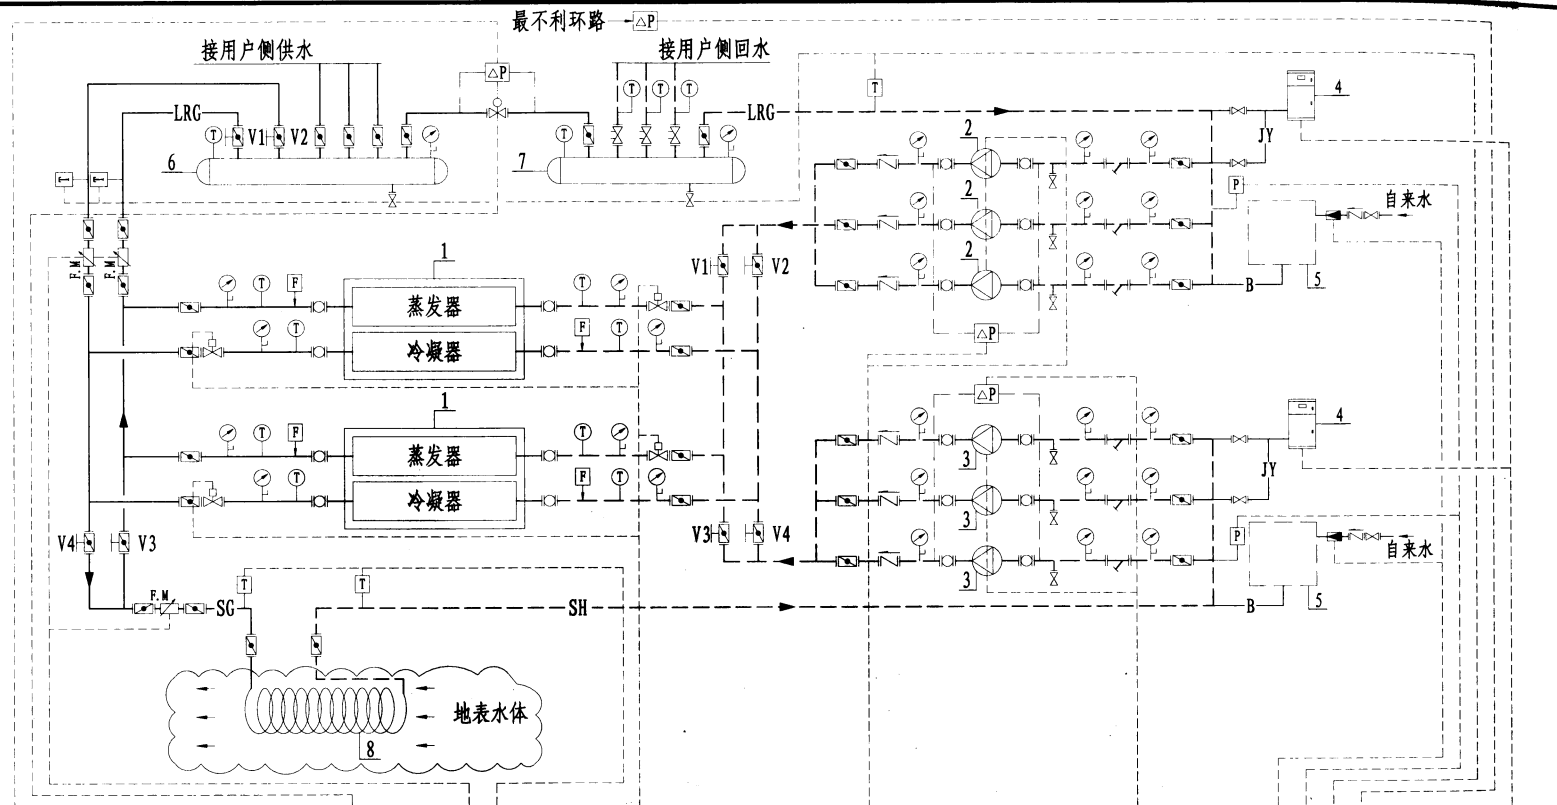 最不利环路 △P
接用户侧供水
接用户侧回水
△P
T T T T
LRG
LRG
4
V1 V2
T
T
2
JY
6
7
T T
P
自来水
2
F.M F.M
V1 V2
2
B 5
1
T F
蒸发器
T
冷凝器
T
F T
△P
△P
1
4
T F
蒸发器
T
3
JY
T
冷凝器
F T
3
V4 V3
V3 V4
P
自来水
3
T T
F.M
SG
SH
B 5
地表水体
8